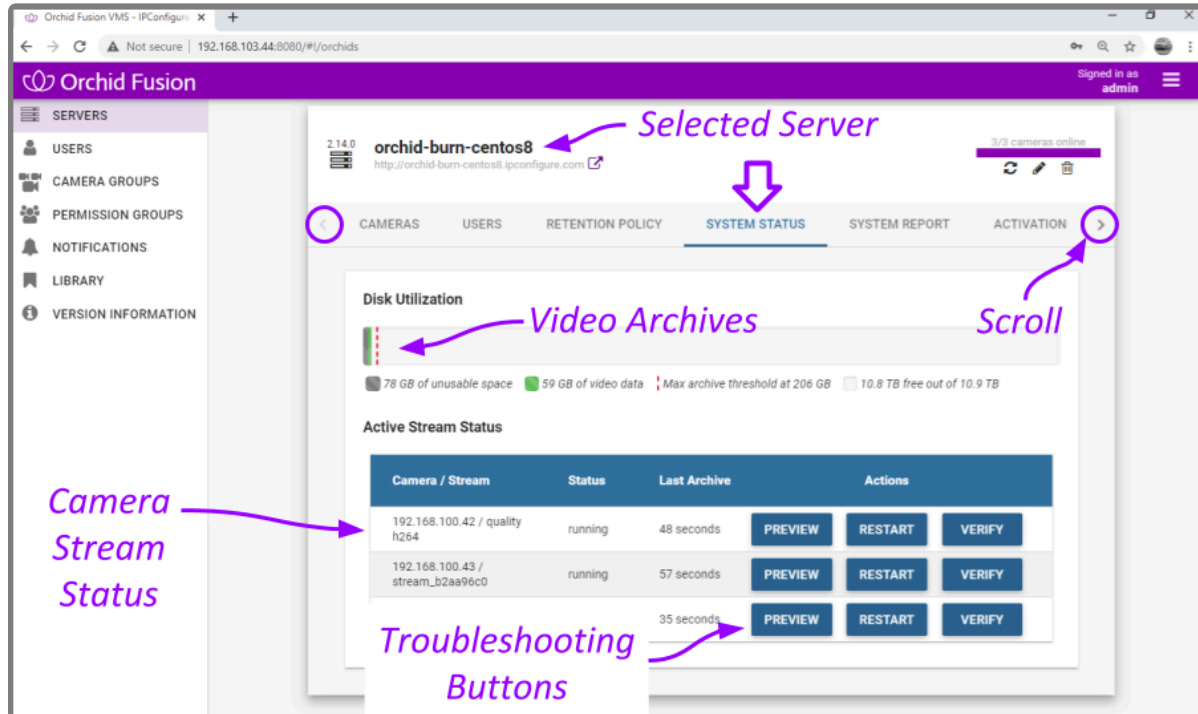 Orchid Fusion VMS - IPConfigure
Not secure | 192.168.103.44:8080/#!/orchids
Orchid Fusion
Signed in as
admin
SERVERS
USERS
CAMERA GROUPS
PERMISSION GROUPS
NOTIFICATIONS
LIBRARY
VERSION INFORMATION
Selected Server
2.14.0
orchid-burn-centos8
http://orchid-burn-centos8.ipconfigure.com
3/3 cameras online
CAMERAS USERS RETENTION POLICY SYSTEM STATUS SYSTEM REPORT ACTIVATION
Scroll
Disk Utilization
Video Archives
78 GB of unusable space 59 GB of video data Max archive threshold at 206 GB 10.8 TB free out of 10.9 TB
Active Stream Status
Camera / Stream Status Last Archive Actions
192.168.100.42 / quality
h264
running 48 seconds PREVIEW RESTART VERIFY
192.168.100.43 /
stream_b2aa96c0
running 57 seconds PREVIEW RESTART VERIFY
35 seconds PREVIEW RESTART VERIFY
Camera
Stream
Status
Troubleshooting
Buttons